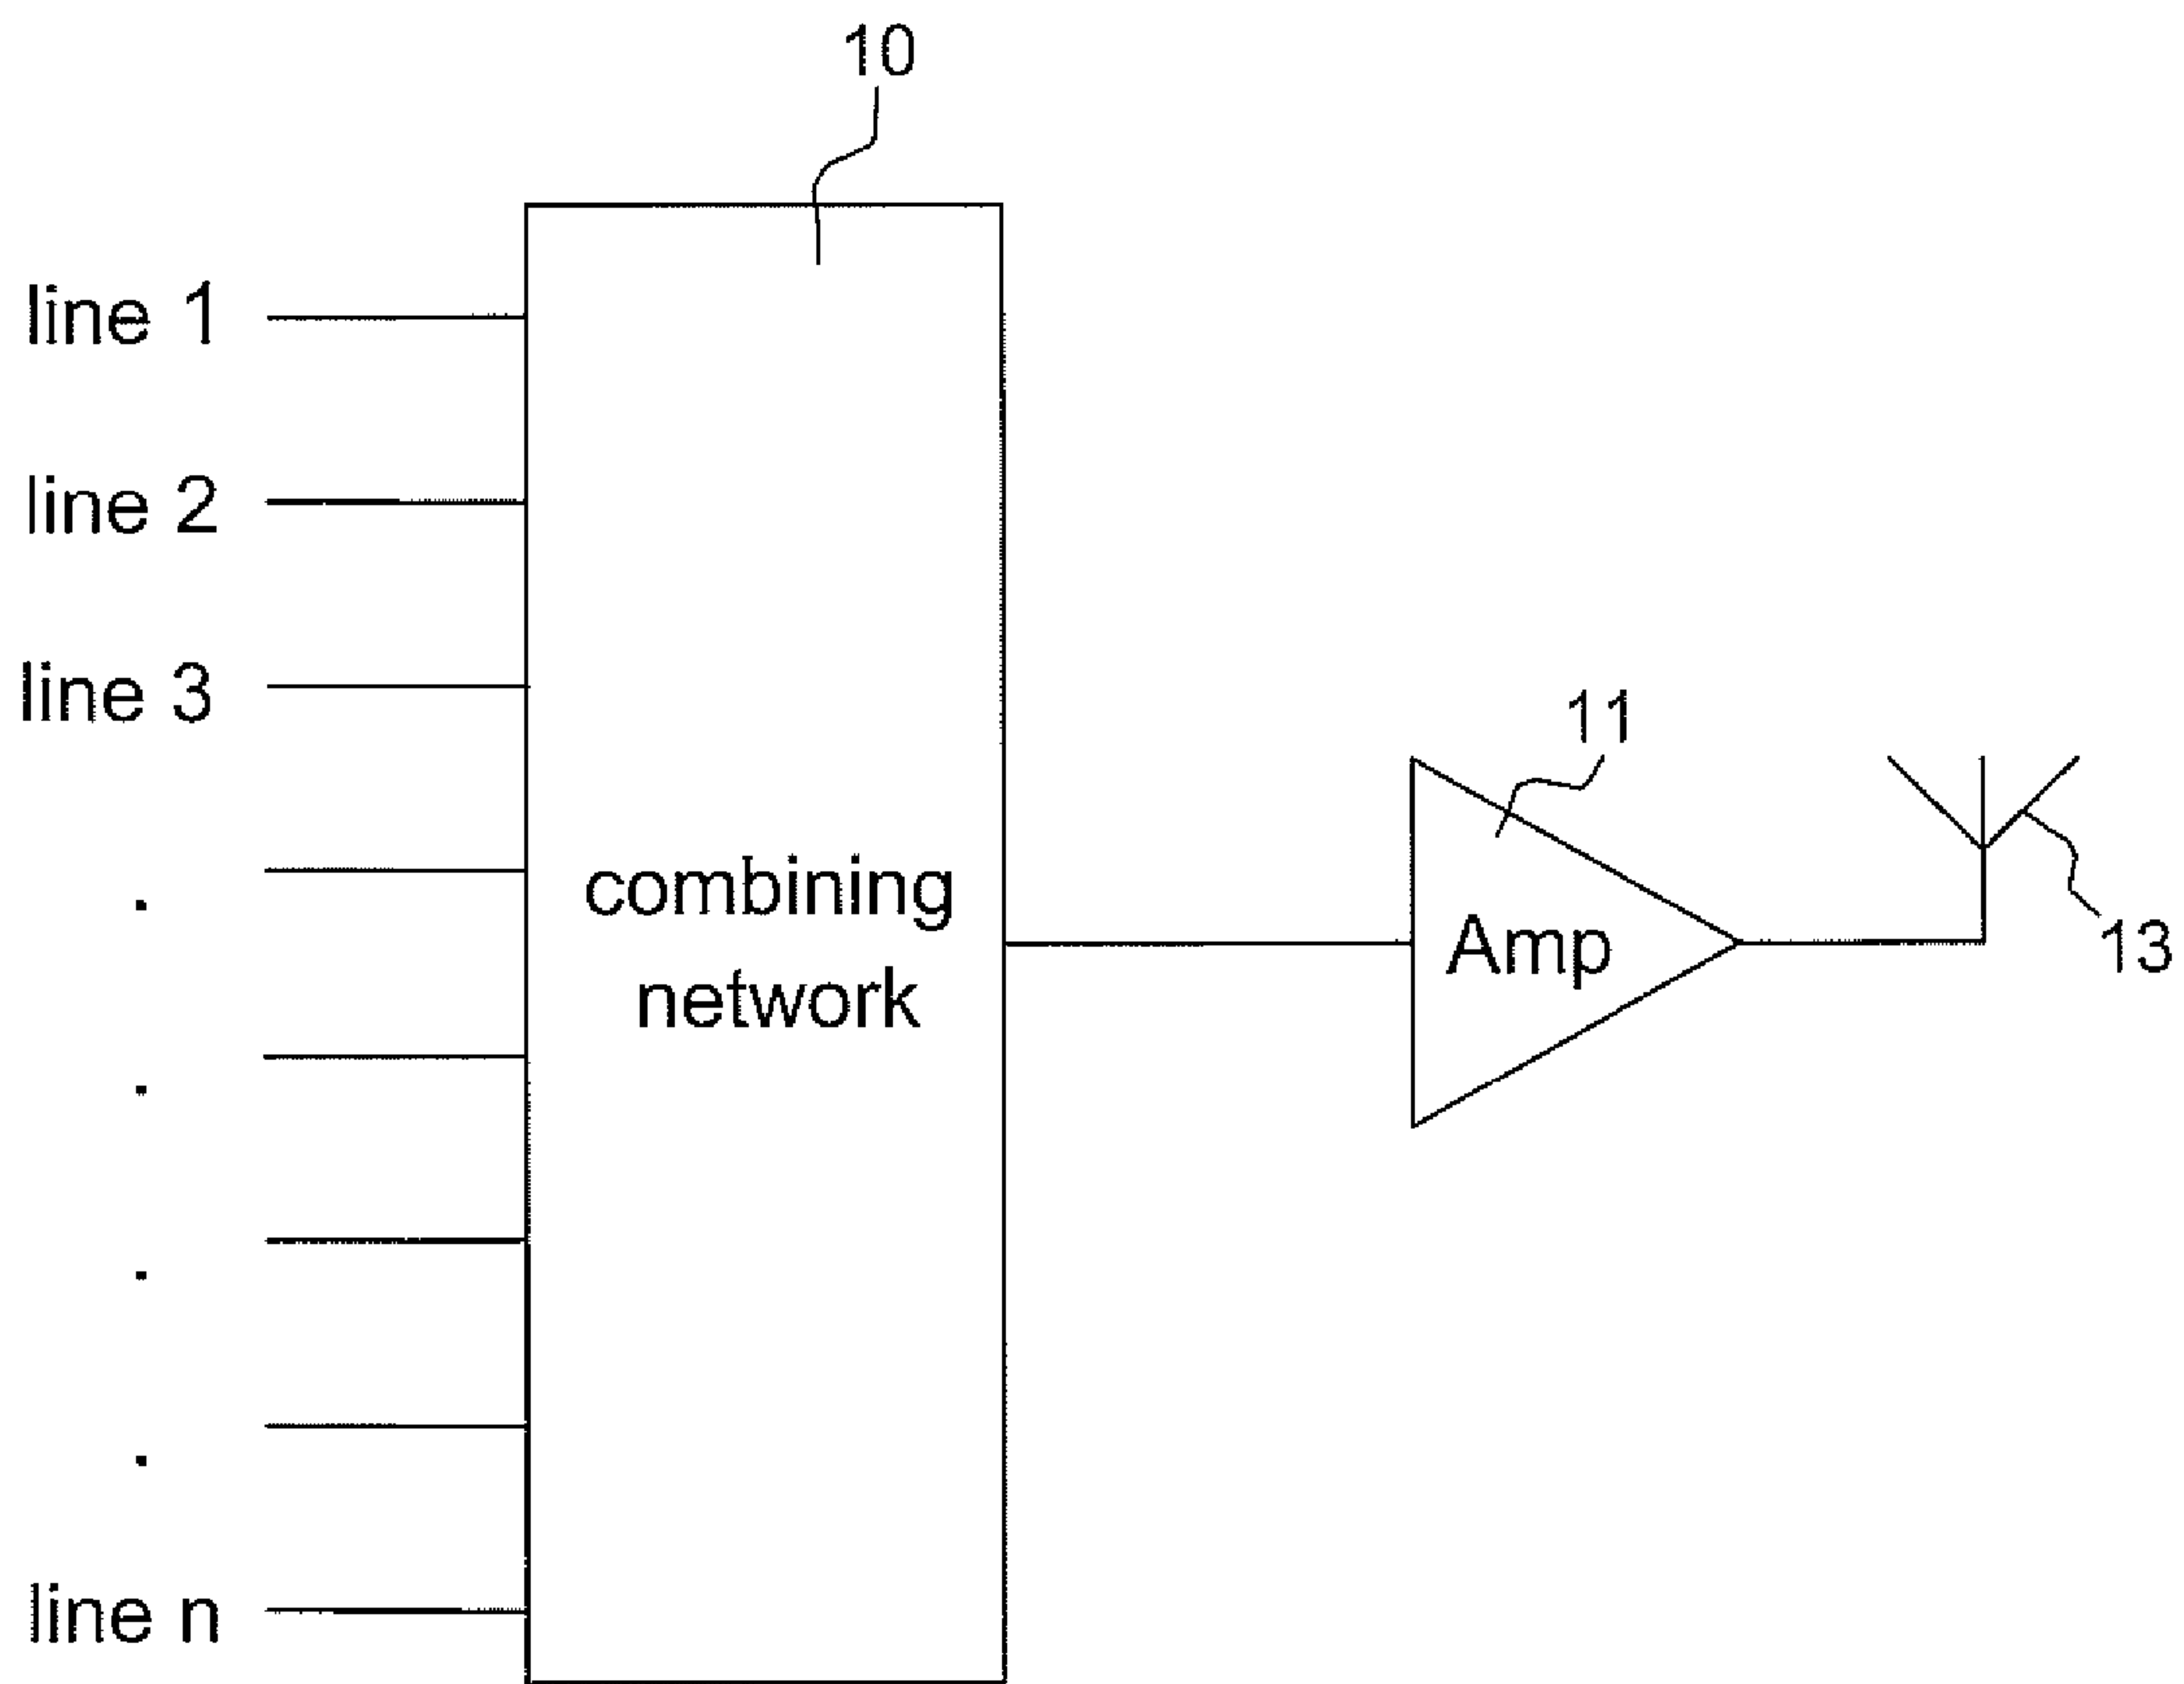 10
line 1
line 2
line 3
11
combining
network
Amp
13
.
.
.
.
line n